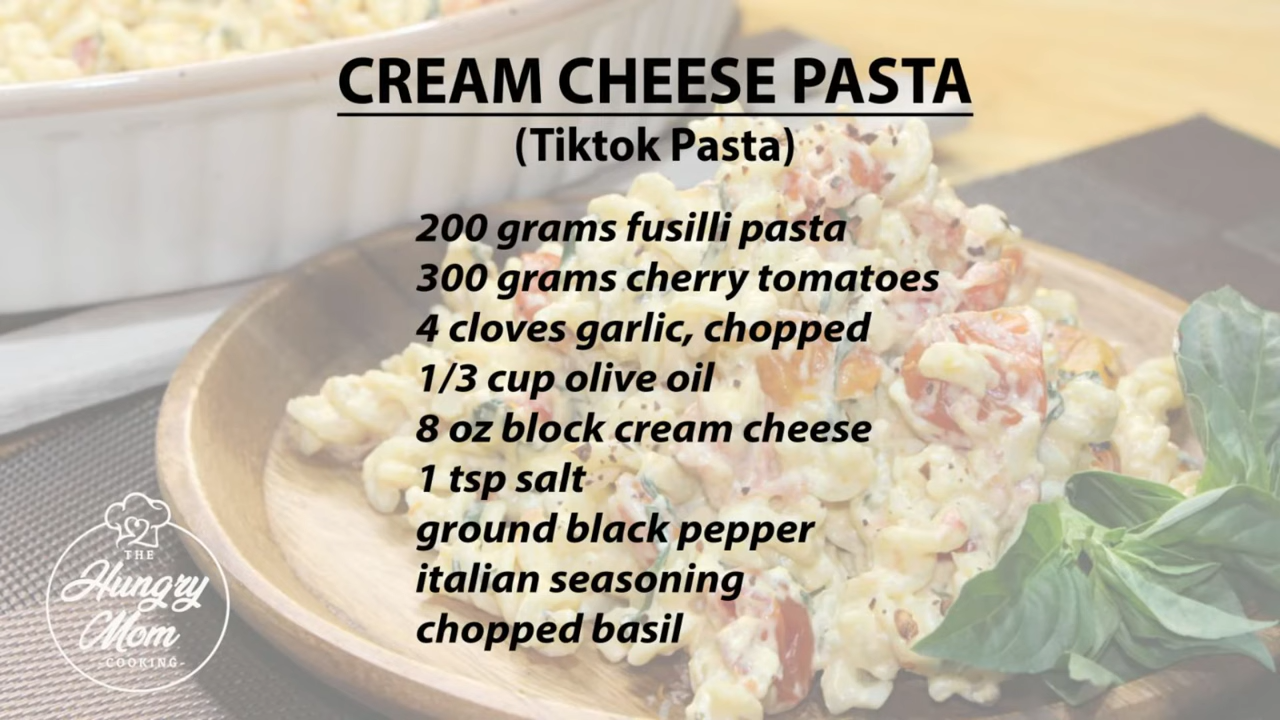 CREAM CHEESE PASTA
(Tiktok Pasta)
200 grams fusilli pasta
300 grams cherry tomatoes
4 cloves garlic, chopped
1/3 cup olive oil
8 oz block cream cheese
1 tsp salt
ground black pepper
italian seasoning
chopped basil
THE
Hungry
Mom
-COOKING-